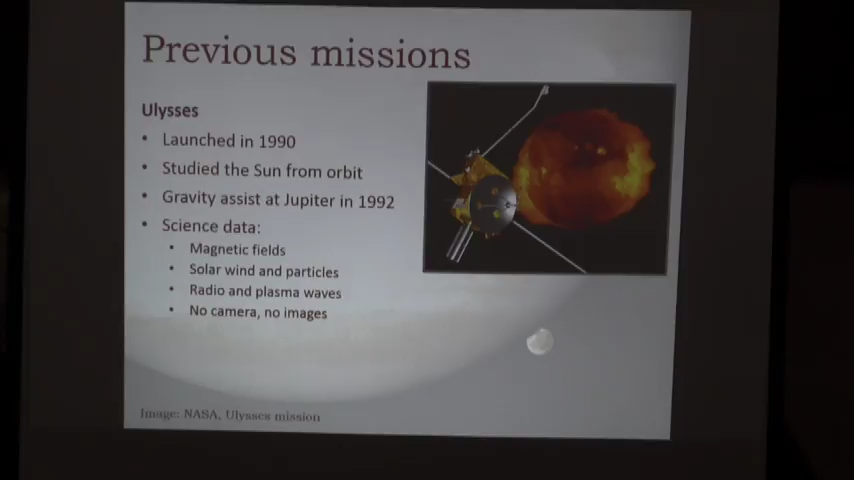 Previous missions
Ulysses
• Launched in 1990
• Studied the Sun from orbit
• Gravity assist at Jupiter in 1992
• Science data:
• Magnetic fields
• Solar wind and particles
• Radio and plasma waves
• No camera, no images
Image: NASA, Ulysses mission